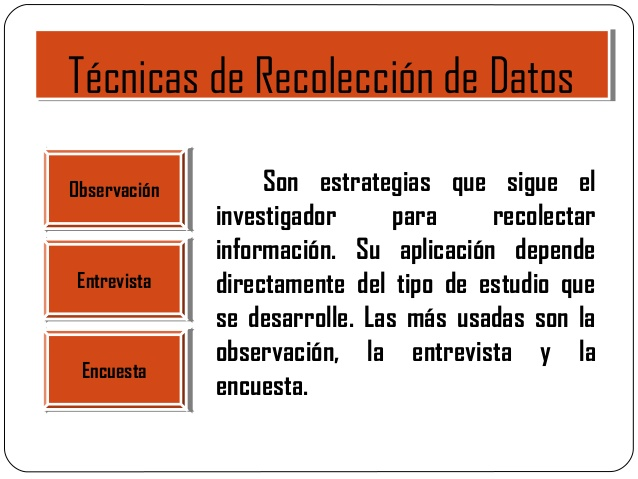 Técnicas de Recolección de Datos
Observación
Entrevista
Encuesta
Son estrategias que sigue el
investigador para recolectar
información. Su aplicación depende
directamente del tipo de estudio que
se desarrolle. Las más usadas son la
observación, la entrevista y la
encuesta.